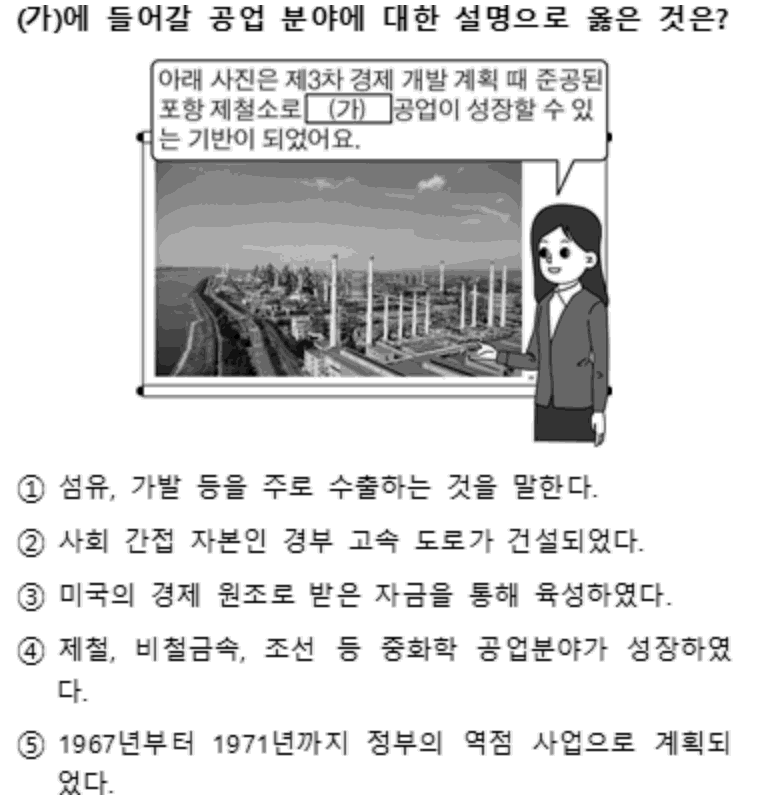 (가)에 들어갈 공업 분야에 대한 설명으로 옳은 것은?
아래 사진은 제3차 경제 개발 계획 때 준공된
포항 제철소로 (가) 공업이 성장할 수 있
는 기반이 되었어요.
① 섬유, 가발 등을 주로 수출하는 것을 말한다.
② 사회 간접 자본인 경부 고속 도로가 건설되었다.
③ 미국의 경제 원조로 받은 자금을 통해 육성하였다.
④ 제철, 비철금속, 조선 등 중화학 공업분야가 성장하였
다.
⑤ 1967년부터 1971년까지 정부의 역점 사업으로 계획되
었다.